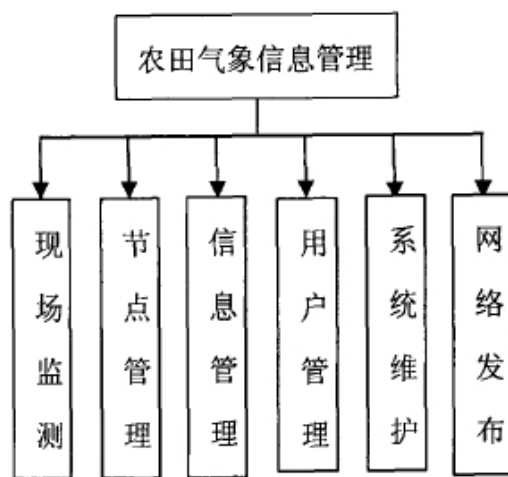 农田气象信息管理
现场监测
节点管理
信息管理
用户管理
系统维护
网络发布